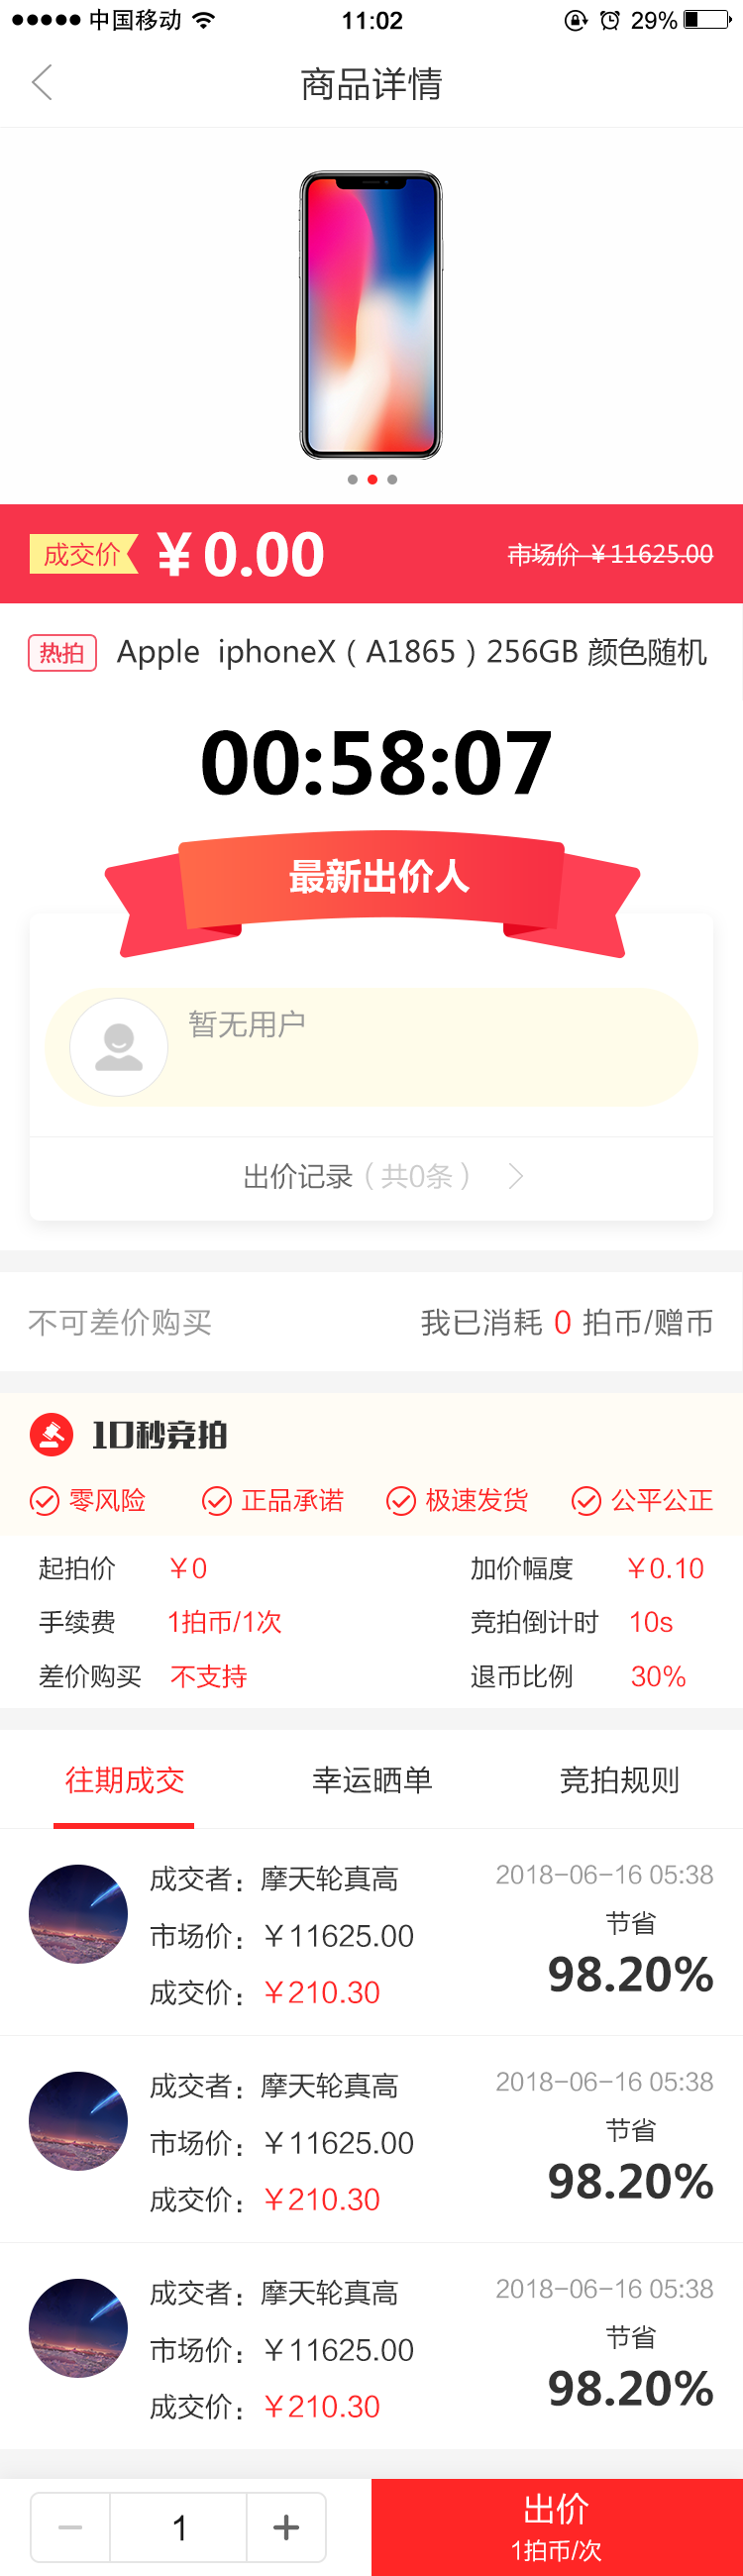 中国移动 11:02 29%
商品详情
成交价 ¥0.00 市场价 ¥11625.00
热拍 Apple iphoneX（A1865）256GB 颜色随机
00:58:07
最新出价人
暂无用户
出价记录（共0条）
不可差价购买 我已消耗 0 拍币/赠币
10秒竞拍
零风险 正品承诺 极速发货 公平公正
起拍价 ¥0 加价幅度 ¥0.10
手续费 1拍币/1次 竞拍倒计时 10s
差价购买 不支持 退币比例 30%
往期成交 幸运晒单 竞拍规则
成交者：摩天轮真高 2018-06-16 05:38
市场价：¥11625.00 节省
成交价：¥210.30 98.20%
成交者：摩天轮真高 2018-06-16 05:38
市场价：¥11625.00 节省
成交价：¥210.30 98.20%
成交者：摩天轮真高 2018-06-16 05:38
市场价：¥11625.00 节省
成交价：¥210.30 98.20%
− 1 + 出价
1拍币/次